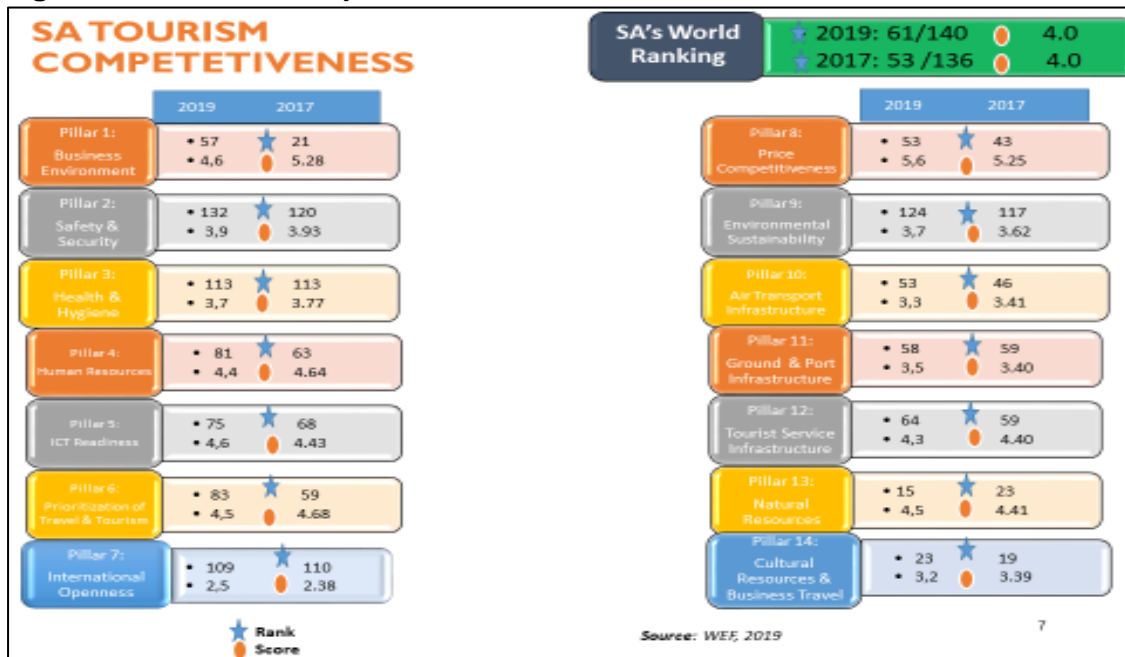 SA TOURISM
COMPETETIVENESS
SA's World
Ranking
2019: 61/140 4.0
2017: 53 /136 4.0
2019 2017
Pillar 1:
Business
Environment
• 57 21
• 4,6 5.28
Pillar 2:
Safety &
Security
• 132 120
• 3,9 3.93
Pillar 3:
Health &
Hygiene
• 113 113
• 3,7 3.77
Pillar 4:
Human Resources
• 81 63
• 4,4 4.64
Pillar 5:
ICT Readiness
• 75 68
• 4,6 4.43
Pillar 6:
Prioritization of
Travel & Tourism
• 83 59
• 4,5 4.68
Pillar 7:
International
Openness
• 109 110
• 2,5 2.38
2019 2017
Pillar 8:
Price
Competitiveness
• 53 43
• 5,6 5.25
Pillar 9:
Environmental
Sustainability
• 124 117
• 3,7 3.62
Pillar 10:
Air Transport
Infrastructure
• 53 46
• 3,3 3.41
Pillar 11:
Ground & Port
Infrastructure
• 58 59
• 3,5 3.40
Pillar 12:
Tourist Service
Infrastructure
• 64 59
• 4,3 4.40
Pillar 13:
Natural
Resources
• 15 23
• 4,5 4.41
Pillar 14:
Cultural
Resources &
Business Travel
• 23 19
• 3,2 3.39
Rank
Score
Source: WEF, 2019
7